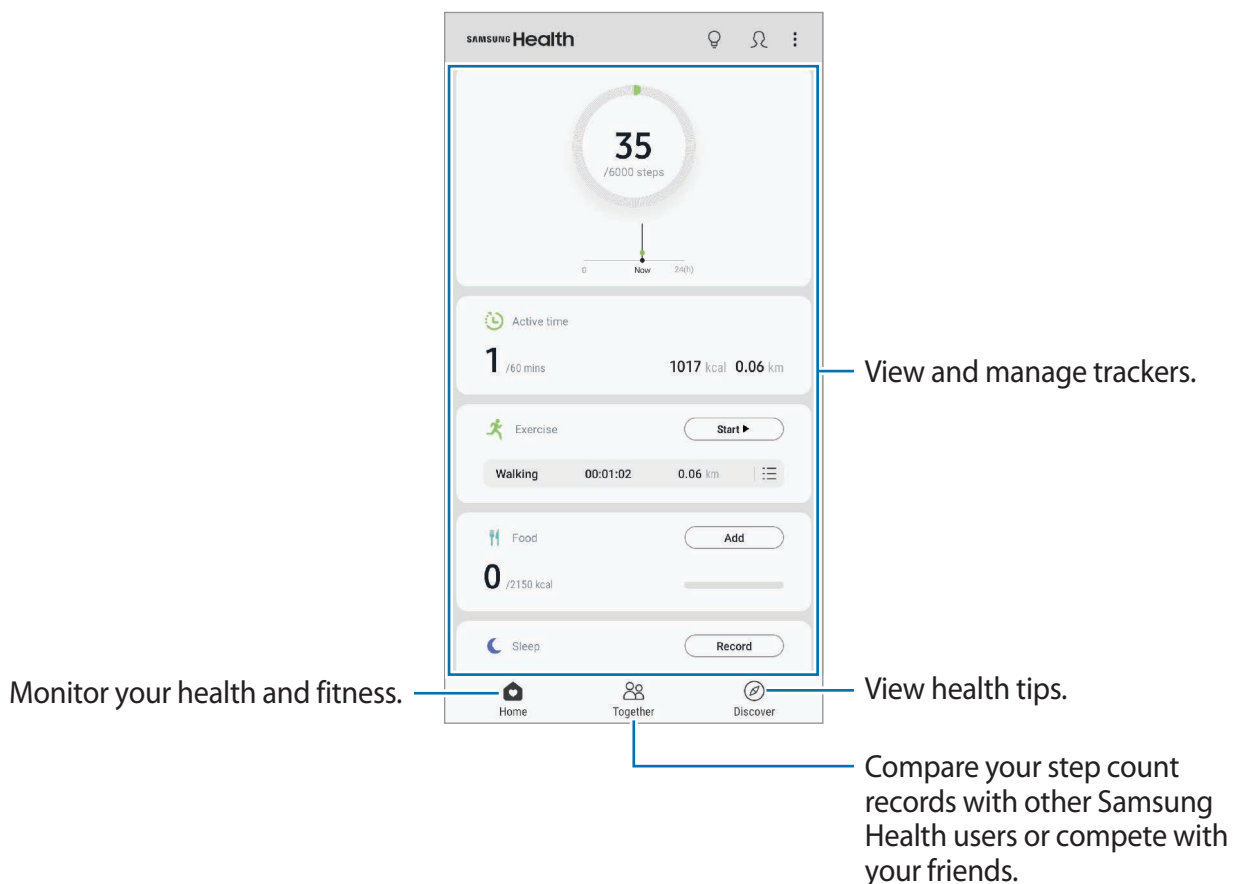 SAMSUNG Health
35
/6000 steps
0 Now 24(h)
Active time
1 /60 mins 1017 kcal 0.06 km
View and manage trackers.
Exercise Start
Walking 00:01:02 0.06 km
Food Add
0 /2150 kcal
Sleep Record
Monitor your health and fitness.
Home Together Discover
View health tips.
Compare your step count
records with other Samsung
Health users or compete with
your friends.